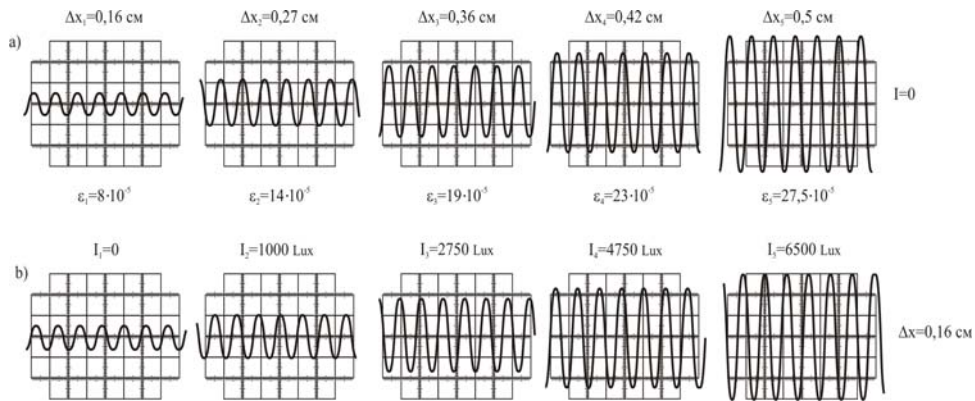 Δx₁=0,16 см Δx₂=0,27 см Δx₃=0,36 см Δx₄=0,42 см Δx₅=0,5 см
a)
I=0
ε₁=8·10⁻⁵ ε₂=14·10⁻⁵ ε₃=19·10⁻⁵ ε₄=23·10⁻⁵ ε₅=27,5·10⁻⁵
I₁=0 I₂=1000 Lux I₃=2750 Lux I₄=4750 Lux I₅=6500 Lux
b)
Δx=0,16 см